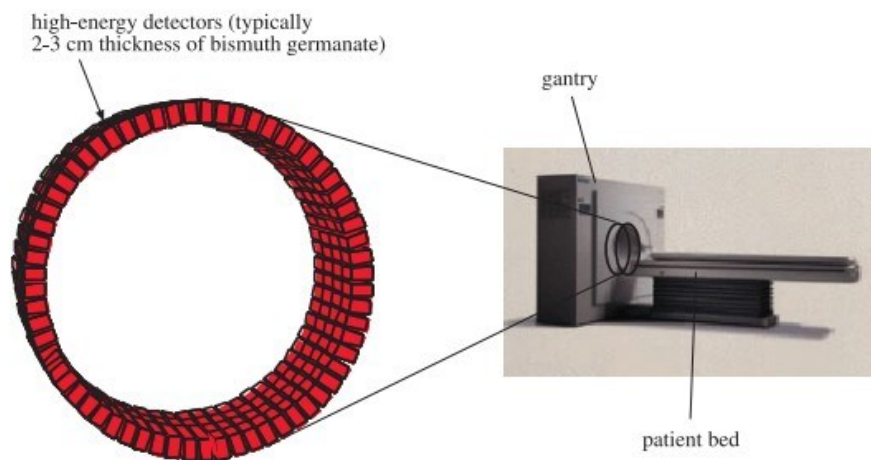 high-energy detectors (typically
2-3 cm thickness of bismuth germanate)
gantry
patient bed